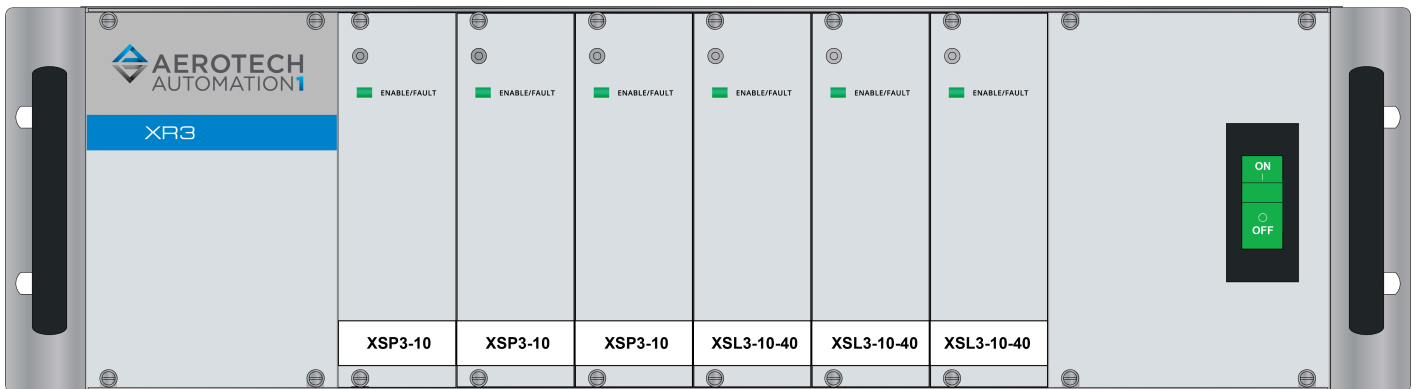 AEROTECH
AUTOMATION1
XR3
ENABLE/FAULT
ENABLE/FAULT
ENABLE/FAULT
ENABLE/FAULT
ENABLE/FAULT
ENABLE/FAULT
ON
OFF
XSP3-10
XSP3-10
XSP3-10
XSL3-10-40
XSL3-10-40
XSL3-10-40